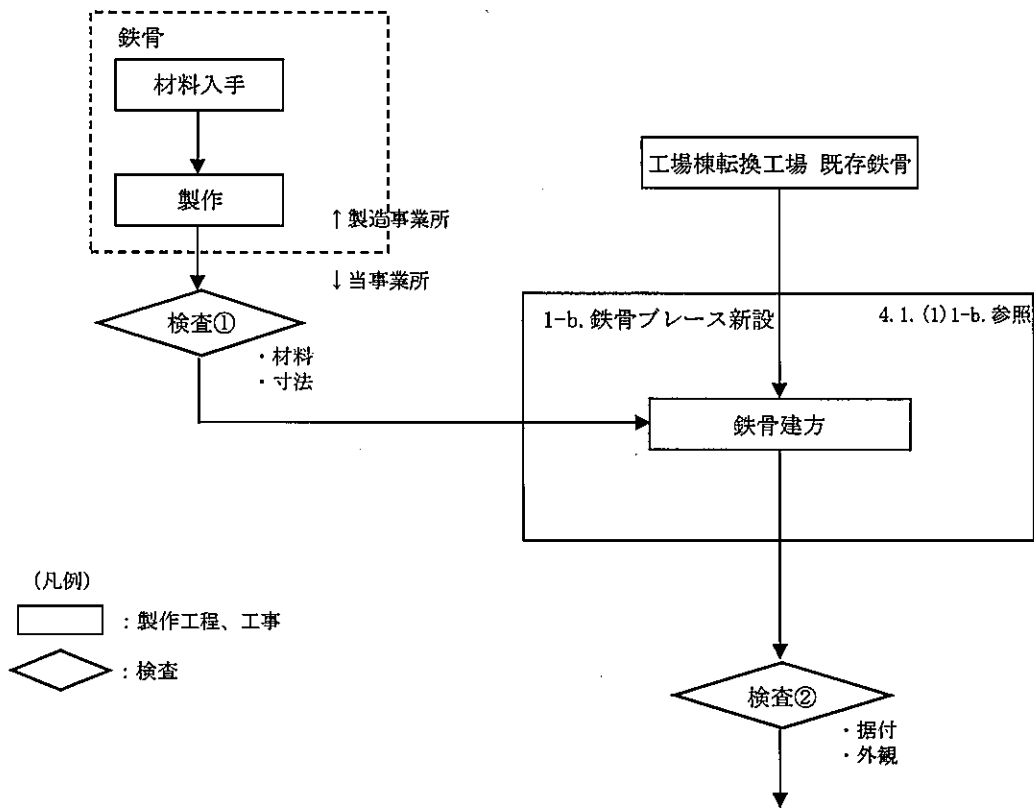 鉄骨
材料入手
製作
↑製造事業所
↓当事業所
検査①
・材料
・寸法
工場棟転換工場 既存鉄骨
1-b.鉄骨ブレース新設
4.1.(1)1-b.参照
鉄骨建方
検査②
・据付
・外観
(凡例)
：製作工程、工事
：検査